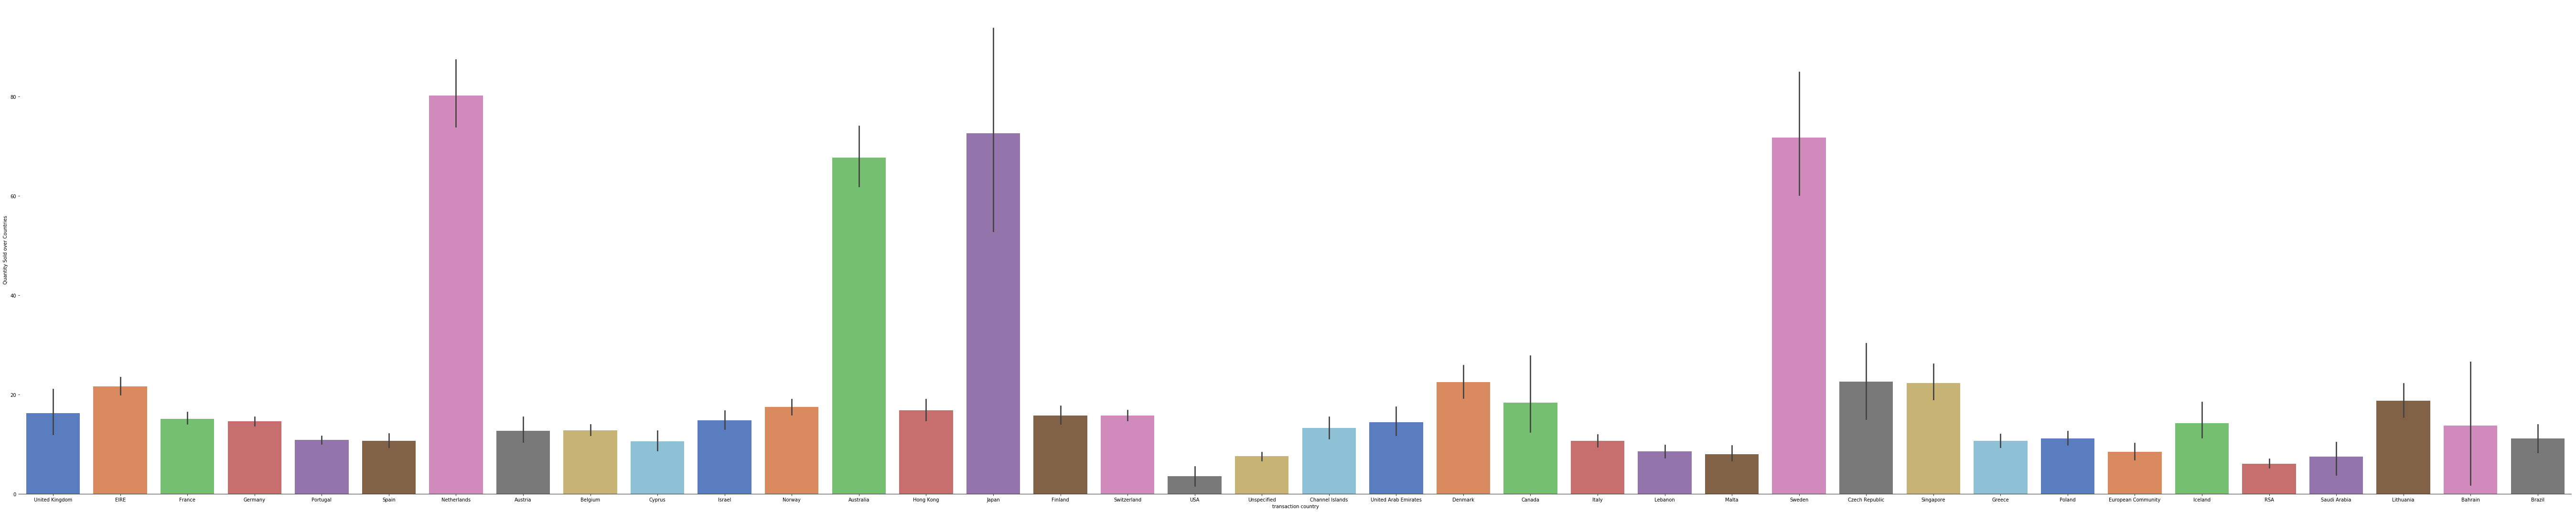 Quantity Sold over Countries
80
60
40
20
0
United Kingdom EIRE France Germany Portugal Spain Netherlands Austria Belgium Cyprus Israel Norway Australia Hong Kong Japan Finland Switzerland USA Unspecified Channel Islands United Arab Emirates Denmark Canada Italy Lebanon Malta Sweden Czech Republic Singapore Greece Poland European Community Iceland RSA Saudi Arabia Lithuania Bahrain Brazil
transaction country